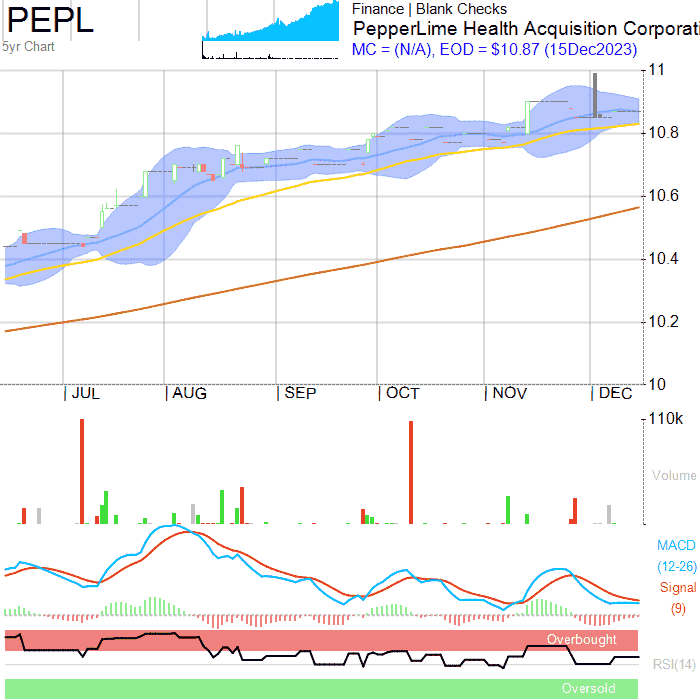 PEPL
5yr Chart
Finance | Blank Checks
PepperLime Health Acquisition Corporati
MC = (N/A), EOD = $10.87 (15Dec2023)
11
10.8
10.6
10.4
10.2
10
JUL AUG SEP OCT NOV DEC
110k
Volume
MACD
(12-26)
Signal
(9)
Overbought
RSI(14)
Oversold